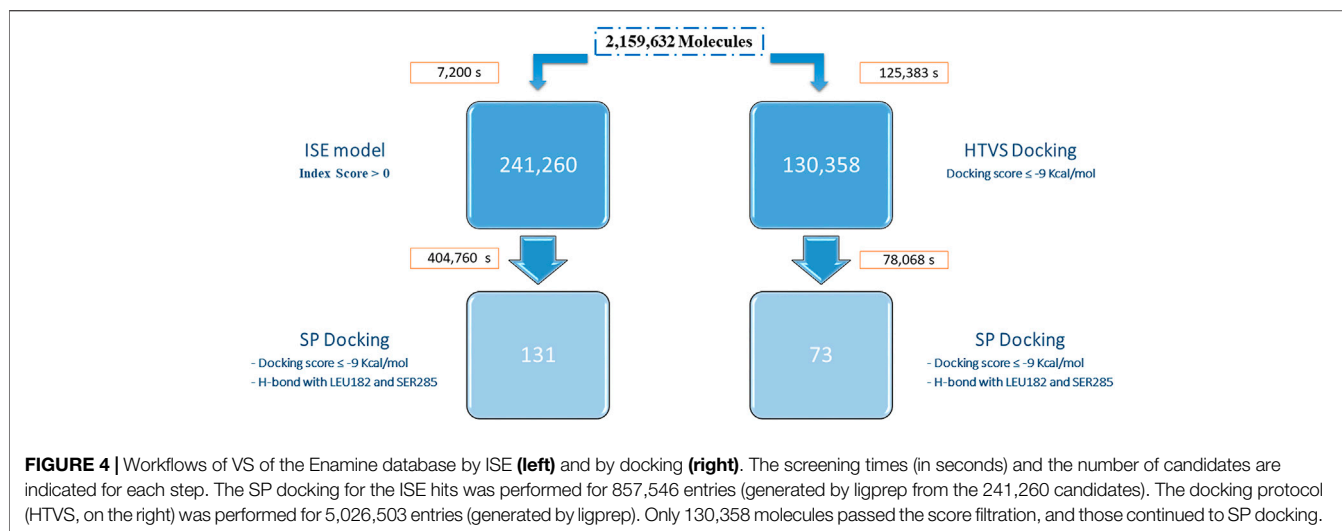 2,159,632 Molecules
7,200 s
125,383 s
ISE model
Index Score > 0
241,260
130,358
HTVS Docking
Docking score ≤ -9 Kcal/mol
404,760 s
78,068 s
SP Docking
- Docking score ≤ -9 Kcal/mol
- H-bond with LEU182 and SER285
131
73
SP Docking
- Docking score ≤ -9 Kcal/mol
- H-bond with LEU182 and SER285
FIGURE 4 | Workflows of VS of the Enamine database by ISE (left) and by docking (right). The screening times (in seconds) and the number of candidates are
indicated for each step. The SP docking for the ISE hits was performed for 857,546 entries (generated by ligprep from the 241,260 candidates). The docking protocol
(HTVS, on the right) was performed for 5,026,503 entries (generated by ligprep). Only 130,358 molecules passed the score filtration, and those continued to SP docking.